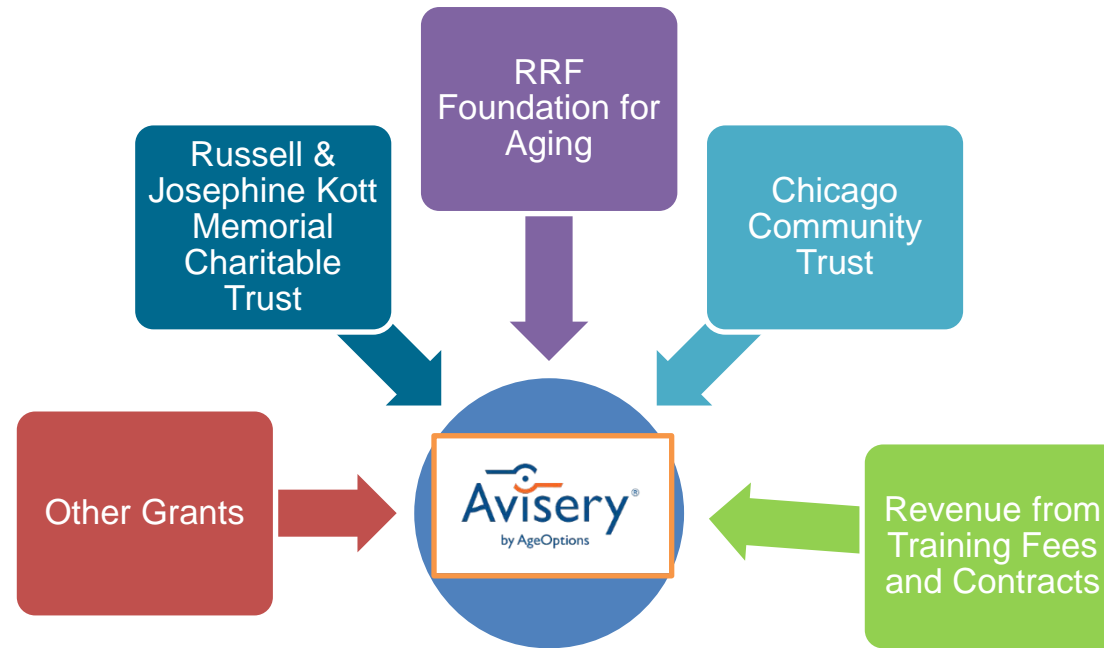 RRF
Foundation for
Aging
Russell &
Josephine Kott
Memorial
Charitable
Trust
Chicago
Community
Trust
Other Grants
Avisery®
by AgeOptions
Revenue from
Training Fees
and Contracts